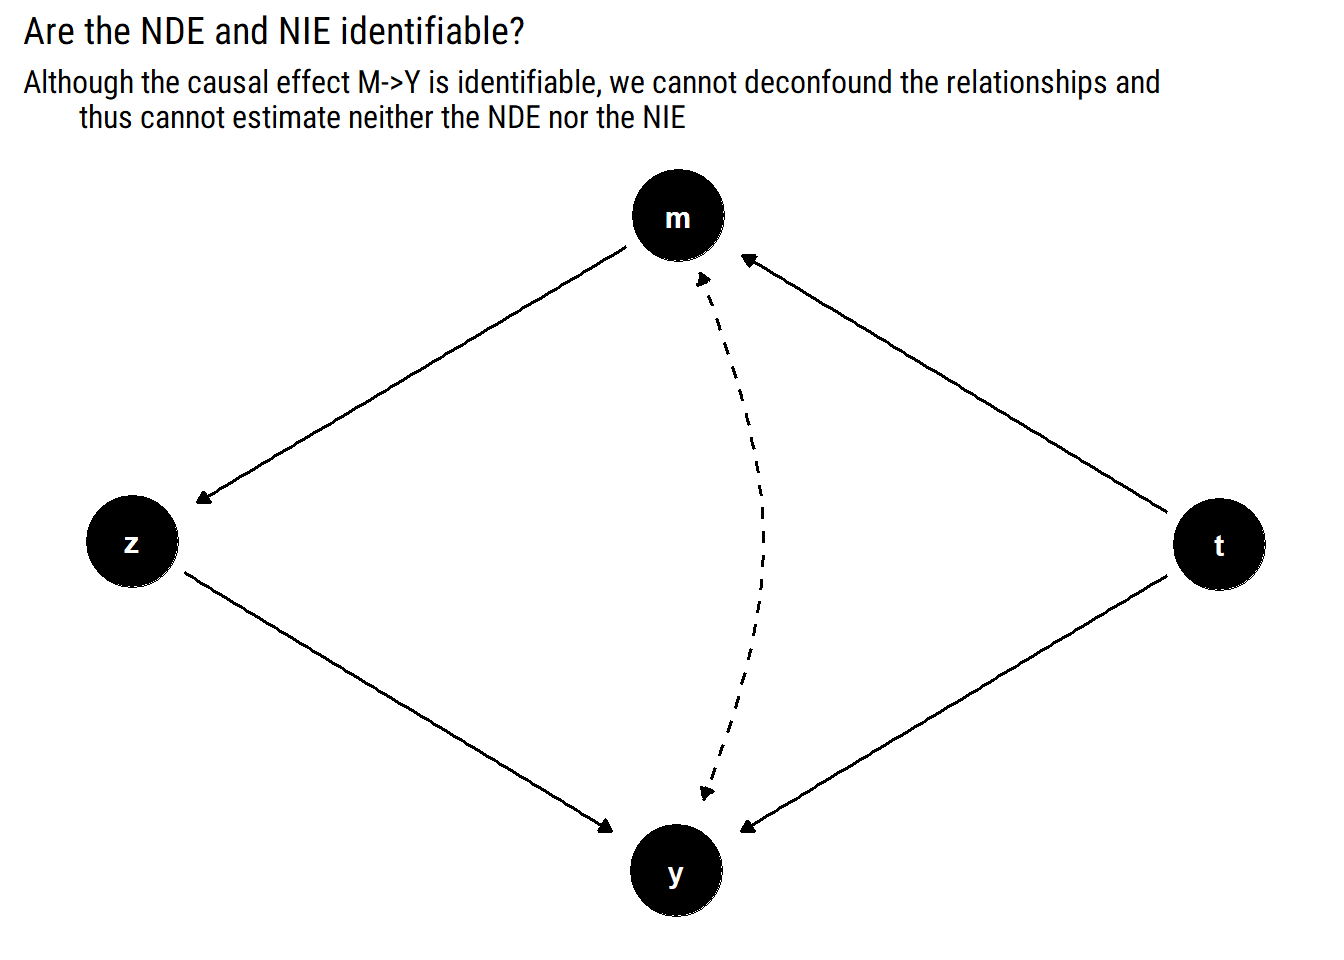 Are the NDE and NIE identifiable?
Although the causal effect M->Y is identifiable, we cannot deconfound the relationships and
thus cannot estimate neither the NDE nor the NIE
m
z
t
y